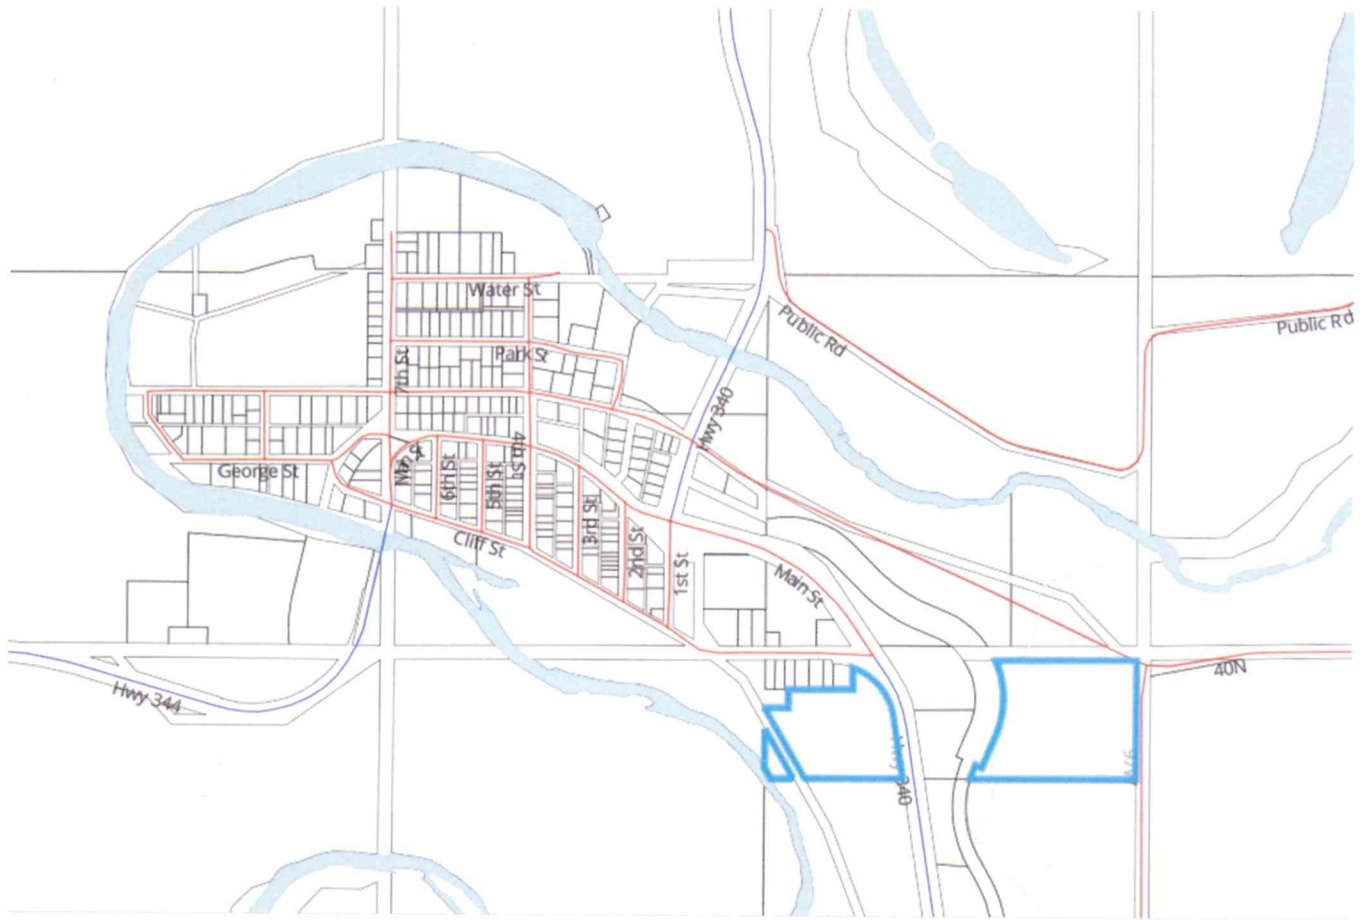 Water St
Public Rd
Public Rd
Park St
7th St
Hwy 340
4th St
George St
6th St
5th St
3rd St
Cliff St
2nd St
1st St
Main St
40N
Hwy 344
340